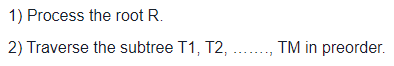 1) Process the root R.
2) Traverse the subtree T1, T2, ……., TM in preorder.